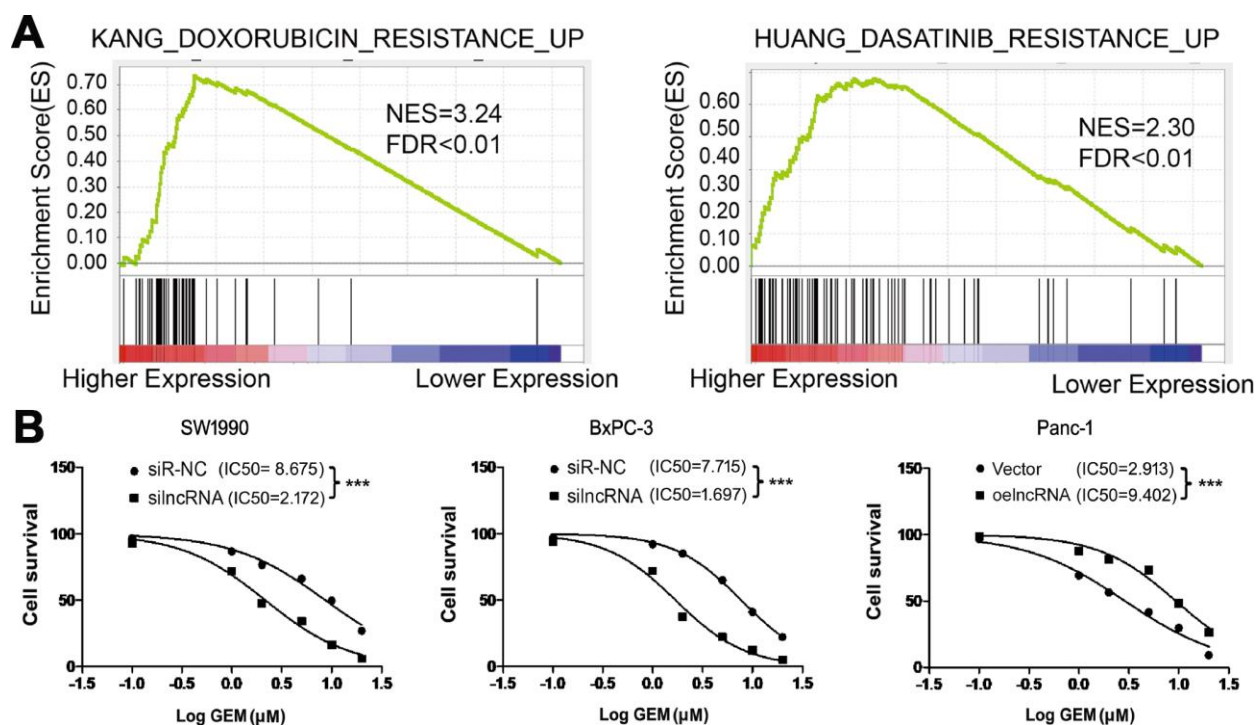 A
KANG_DOXORUBICIN_RESISTANCE_UP
Enrichment Score(ES)
0.70
0.60
0.50
0.40
0.30
0.20
0.10
0.00
NES=3.24
FDR<0.01
Higher Expression
Lower Expression
HUANG_DASATINIB_RESISTANCE_UP
Enrichment Score(ES)
0.60
0.50
0.40
0.30
0.20
0.10
0.00
NES=2.30
FDR<0.01
Higher Expression
Lower Expression
B
SW1990
siR-NC (IC50= 8.675)
silncRNA (IC50=2.172)
***
Cell survival
150
100
50
0
-1.5 -1.0 -0.5 0.0 0.5 1.0 1.5
Log GEM (μM)
BxPC-3
siR-NC (IC50=7.715)
silncRNA (IC50=1.697)
***
Cell survival
150
100
50
0
-1.5 -1.0 -0.5 0.0 0.5 1.0 1.5
Log GEM (μM)
Panc-1
Vector (IC50=2.913)
oelncRNA (IC50=9.402)
***
Cell survival
150
100
50
0
-1.5 -1.0 -0.5 0.0 0.5 1.0 1.5
Log GEM (μM)